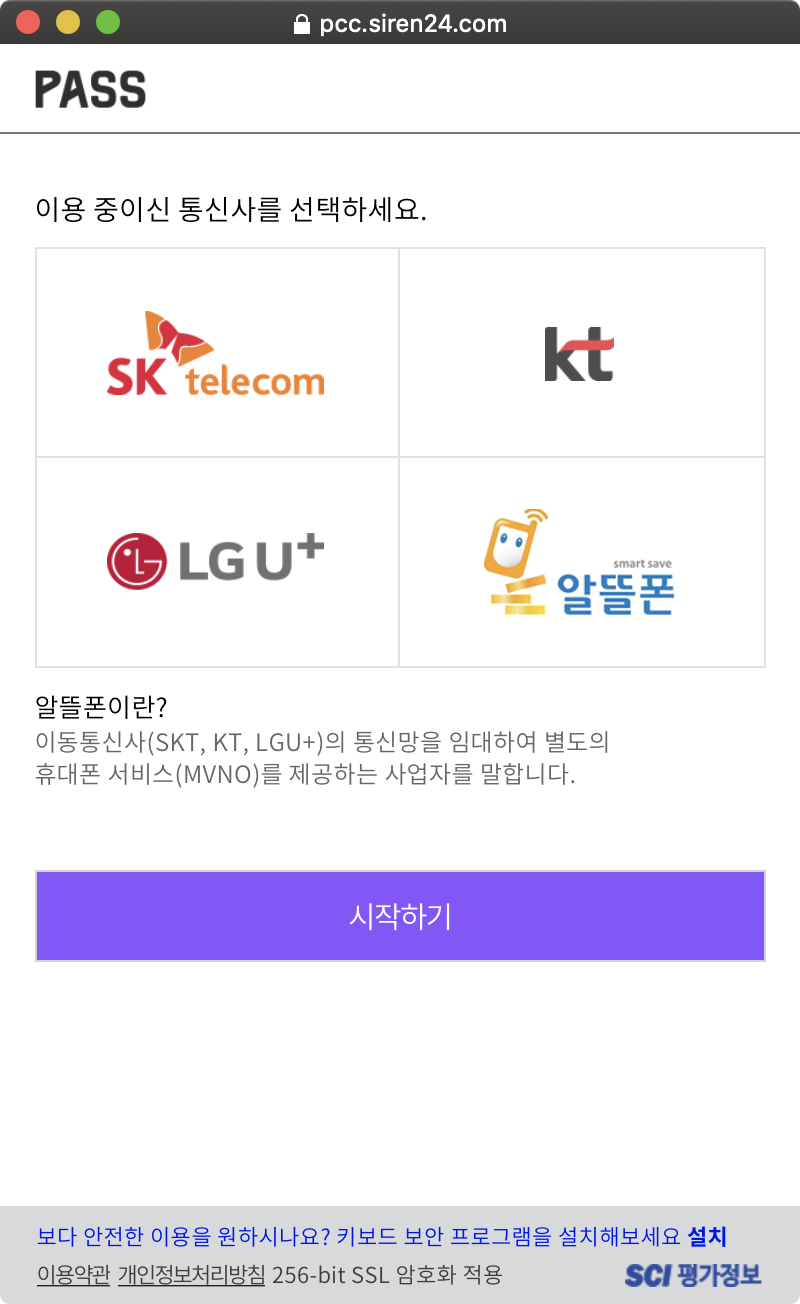 pcc.siren24.com
PASS
이용 중이신 통신사를 선택하세요.
SK telecom
kt
LG U+
smart save
알뜰폰
알뜰폰이란?
이동통신사(SKT, KT, LGU+)의 통신망을 임대하여 별도의
휴대폰 서비스(MVNO)를 제공하는 사업자를 말합니다.
시작하기
보다 안전한 이용을 원하시나요? 키보드 보안 프로그램을 설치해보세요 설치
이용약관 개인정보처리방침 256-bit SSL 암호화 적용
SCI 평가정보